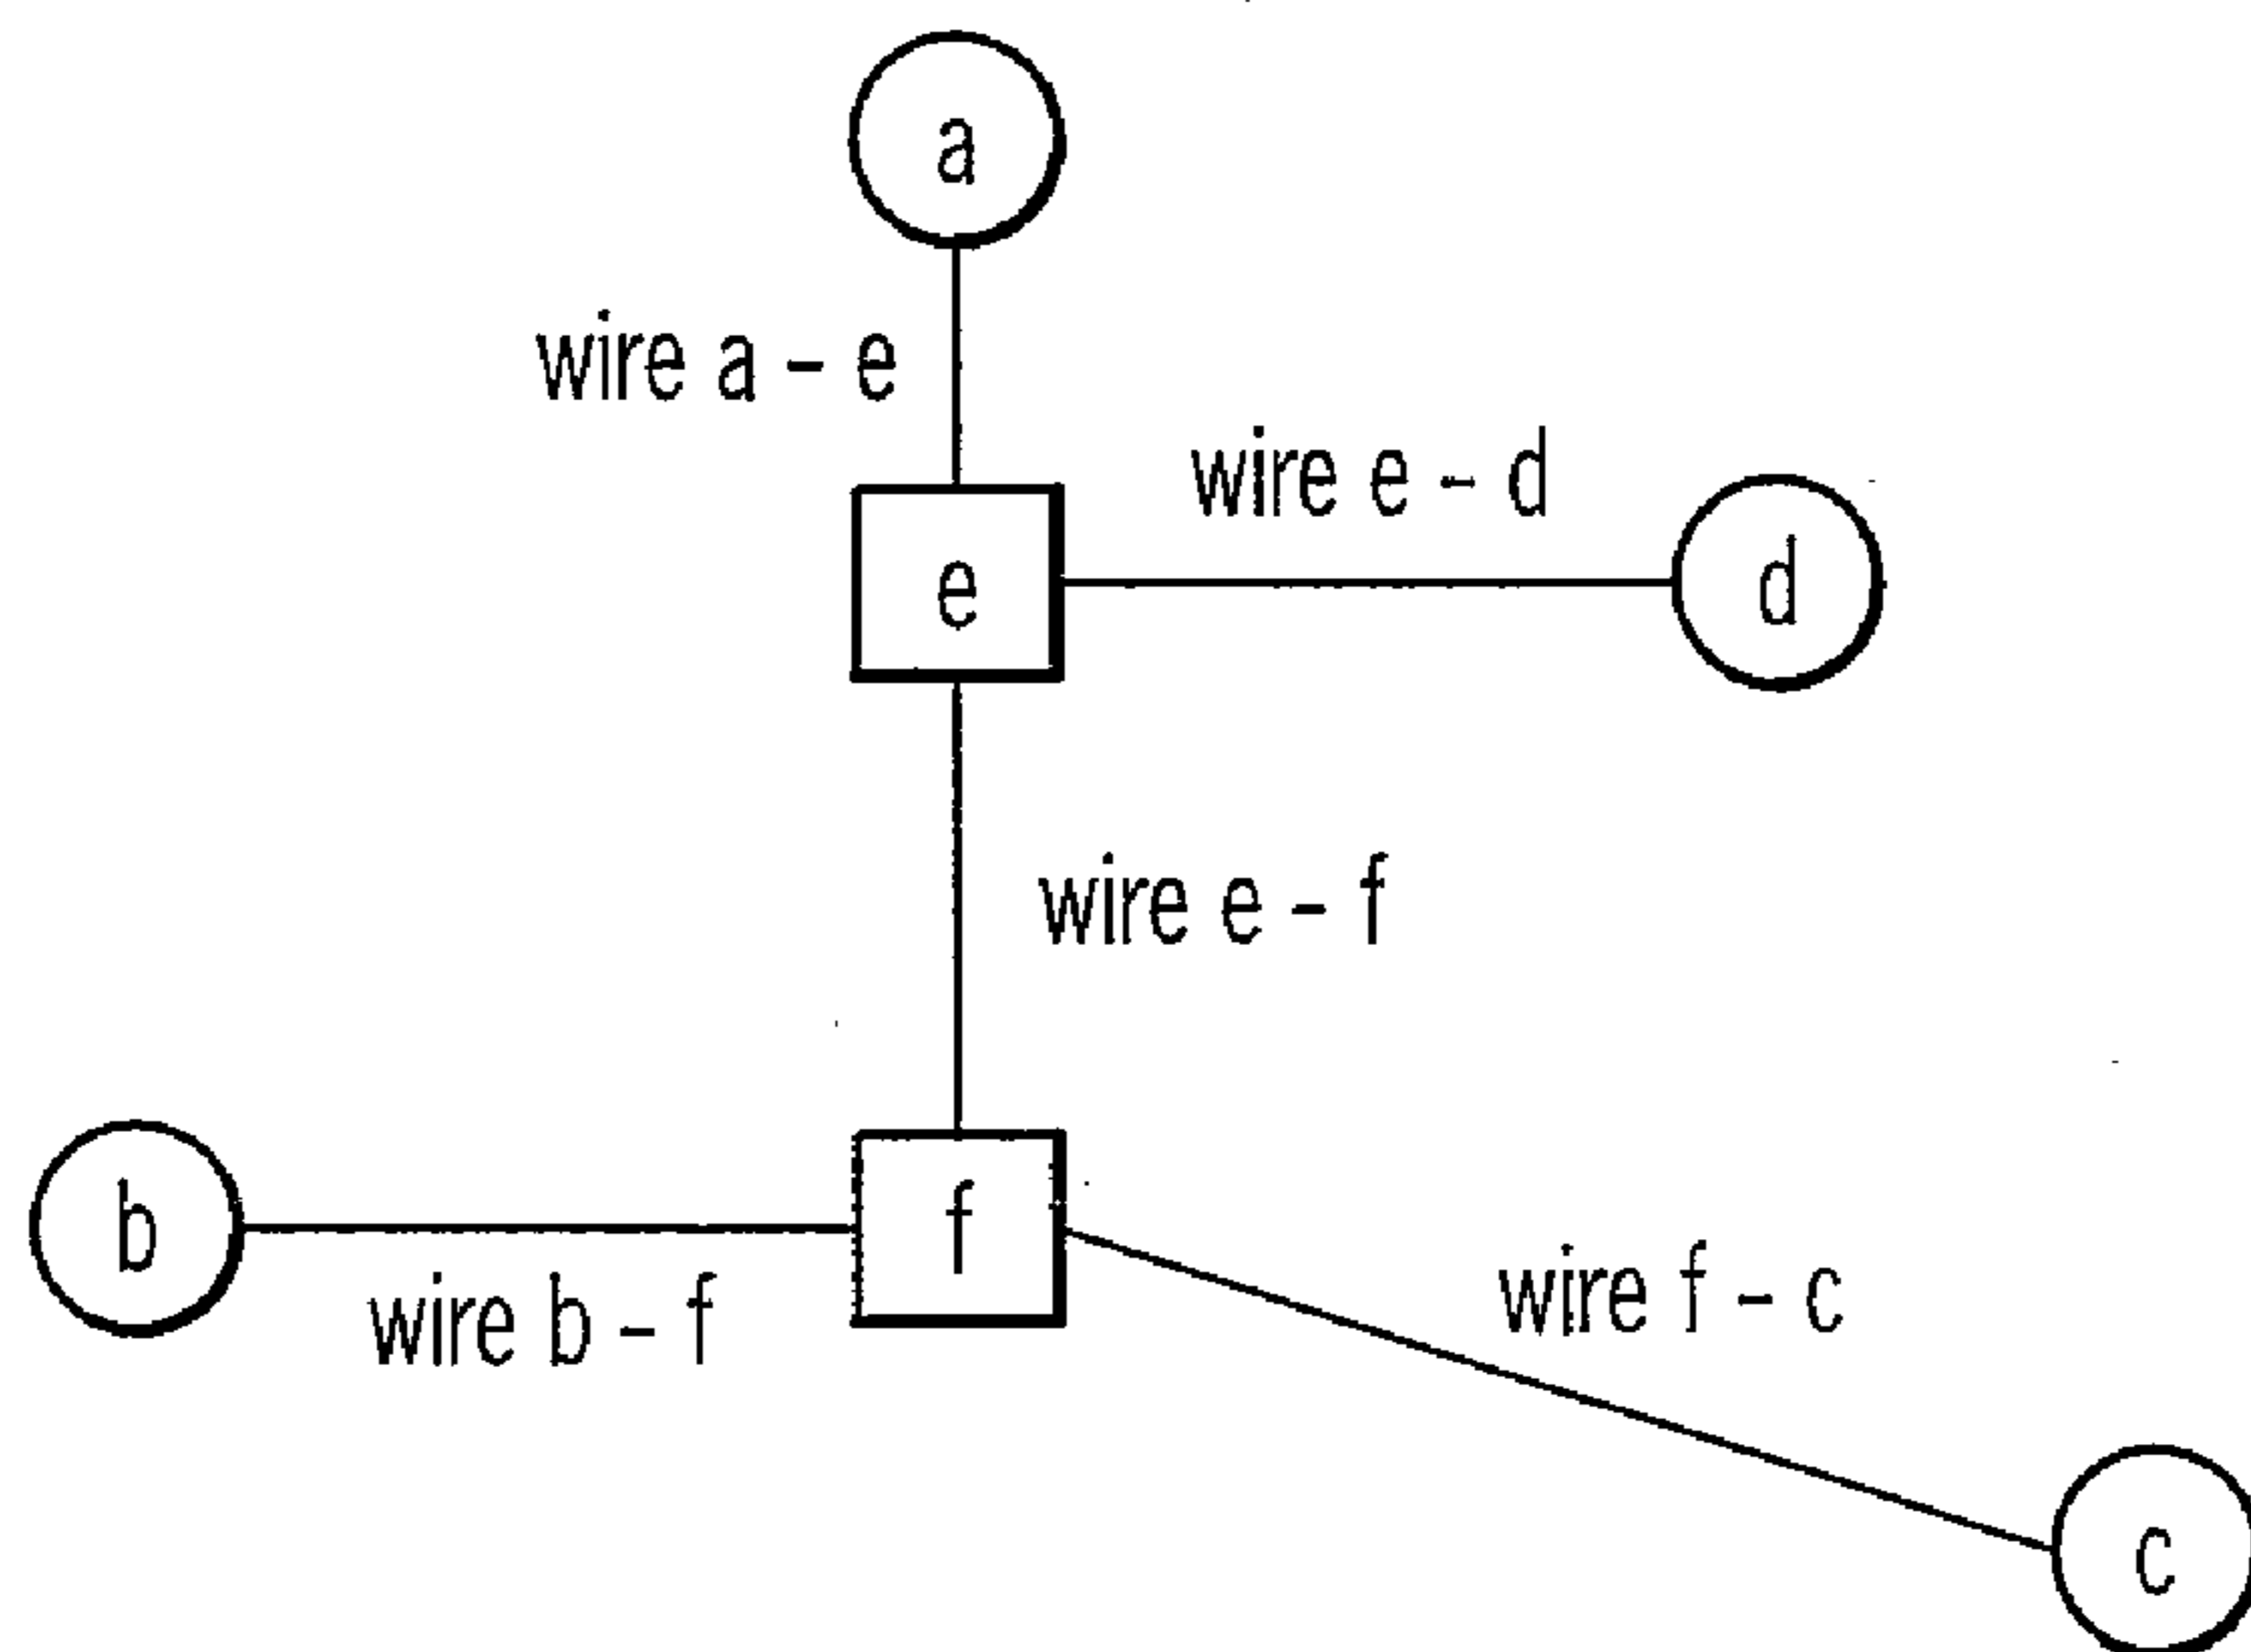 a
wire a - e
wire e - d
e
d
wire e - f
b
f
wire b - f
wire f - c
c